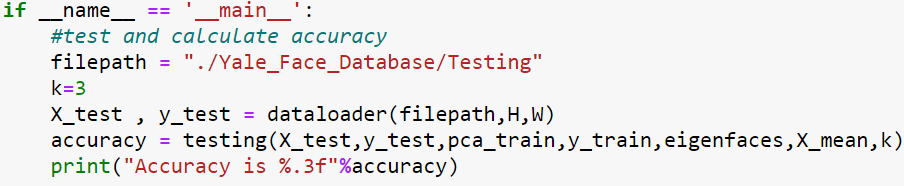 if __name__ == '__main__':
    #test and calculate accuracy
    filepath = "./Yale_Face_Database/Testing"
    k=3
    X_test , y_test = dataloader(filepath,H,W)
    accuracy = testing(X_test,y_test,pca_train,y_train,eigenfaces,X_mean,k)
    print("Accuracy is %.3f"%accuracy)